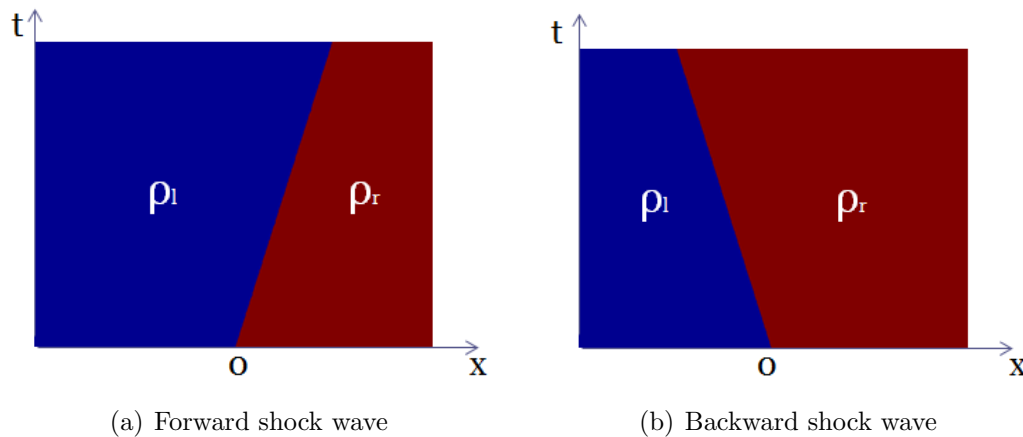 t
ρl
ρr
o
x
(a) Forward shock wave
t
ρl
ρr
o
x
(b) Backward shock wave